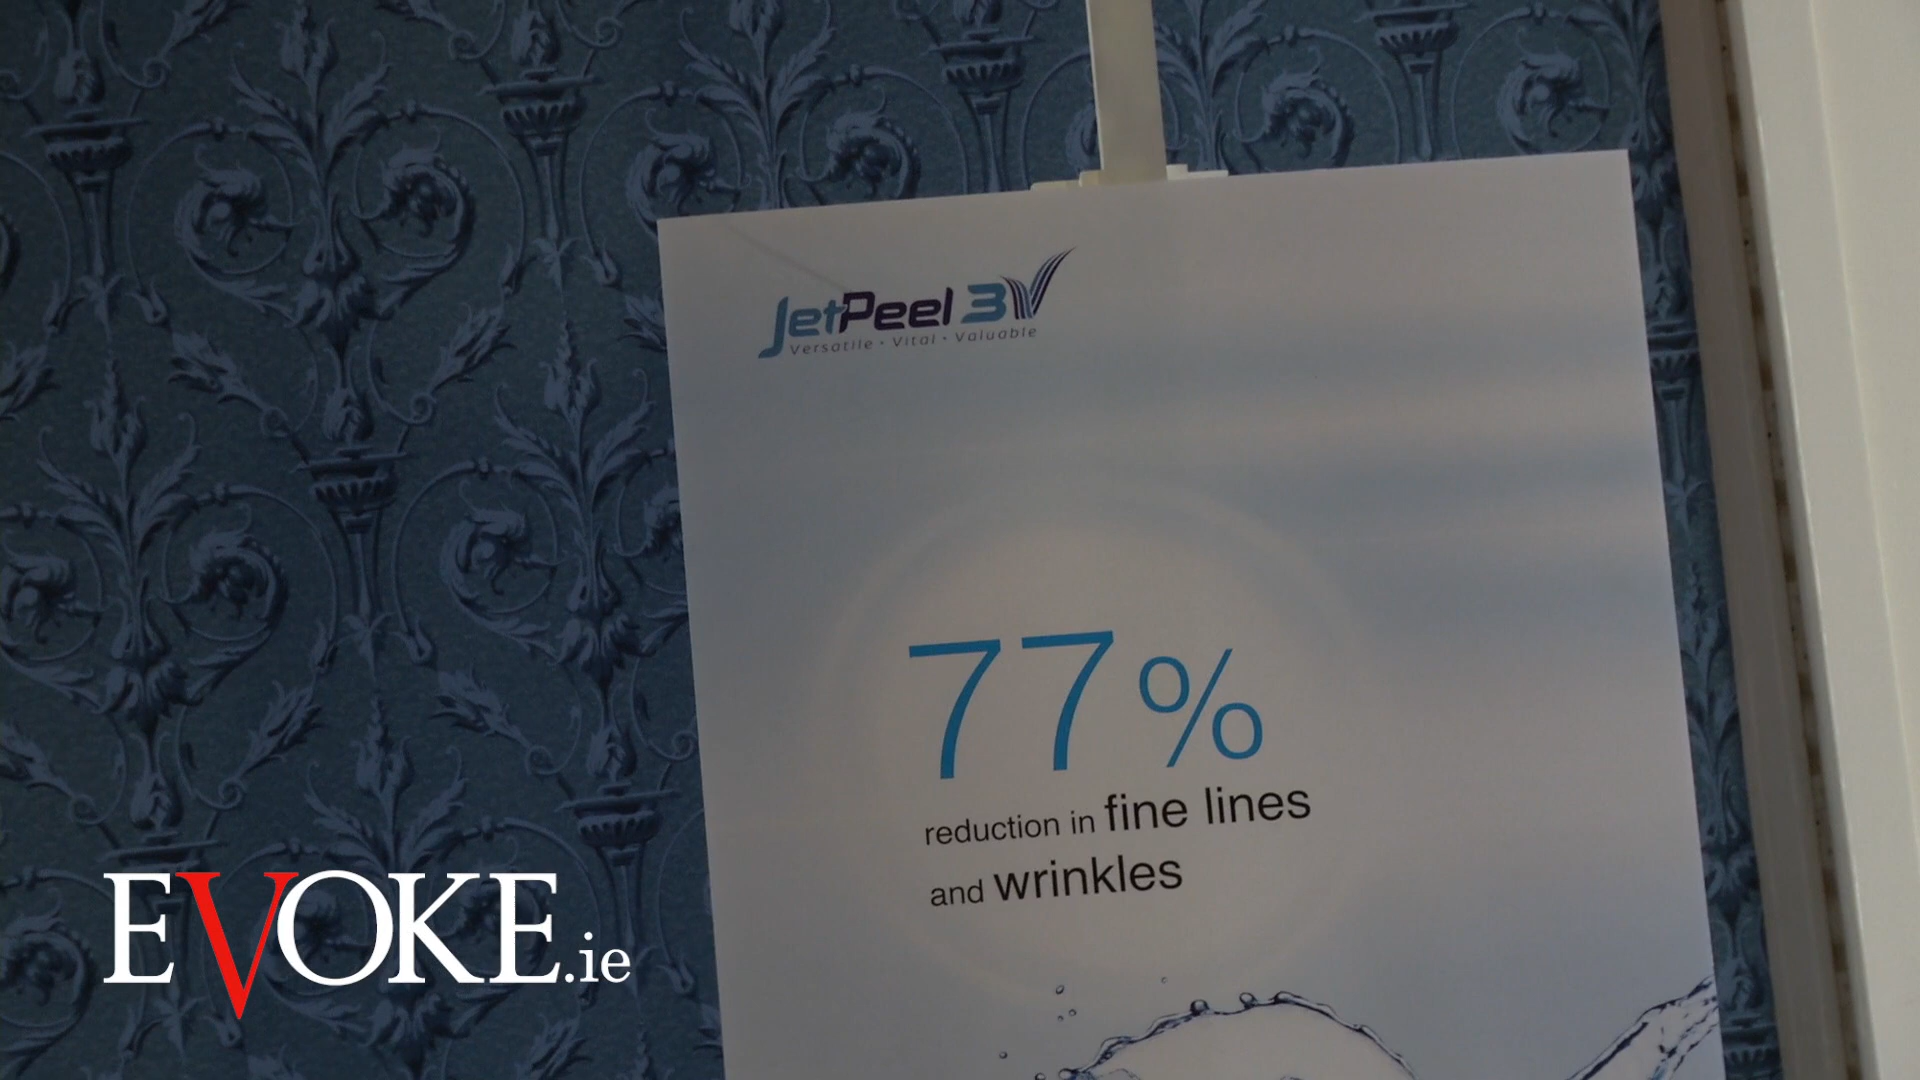 JetPeel 3V
Versatile • Vital • Valuable
77%
reduction in fine lines
and wrinkles
EVOKE.ie